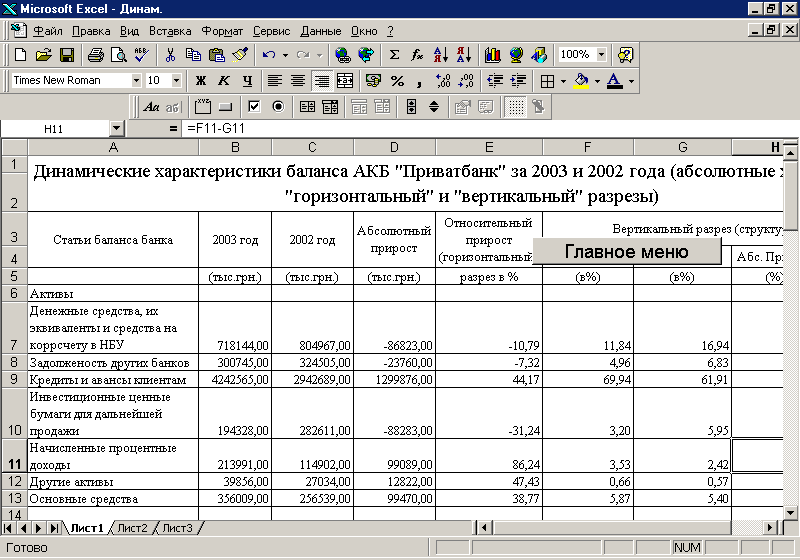 Microsoft Excel - Динам.
Файл Правка Вид Вставка Формат Сервис Данные Окно ?
100%
Times New Roman 10 Ж К Ч % ,
Aa ab
xyz
H11 = =F11-G11
A B C D E F G H
1 Динамические характеристики баланса АКБ "Приватбанк" за 2003 и 2002 года (абсолютные
2 "горизонтальный" и "вертикальный" разрезы)
3 Статьи баланса банка 2003 год 2002 год Абсолютный прирост Относительный прирост (горизонтальный Вертикальный разрез (структу
4 Главное меню Абс. Пр
5 (тыс.грн.) (тыс.грн.) (тыс.грн.) разрез в % (в%) (в%) (%)
6 Активы
Денежные средства, их
эквиваленты и средства на
7 коррсчету в НБУ 718144,00 804967,00 -86823,00 -10,79 11,84 16,94
8 Задолженость других банков 300745,00 324505,00 -23760,00 -7,32 4,96 6,83
9 Кредиты и авансы клиентам 4242565,00 2942689,00 1299876,00 44,17 69,94 61,91
Инвестиционные ценные
бумаги для дальнейшей
10 продажи 194328,00 282611,00 -88283,00 -31,24 3,20 5,95
Начисленные процентные
11 доходы 213991,00 114902,00 99089,00 86,24 3,53 2,42
12 Другие активы 39856,00 27034,00 12822,00 47,43 0,66 0,57
13 Основные средства 356009,00 256539,00 99470,00 38,77 5,87 5,40
14
Лист1 Лист2 Лист3
Готово NUM